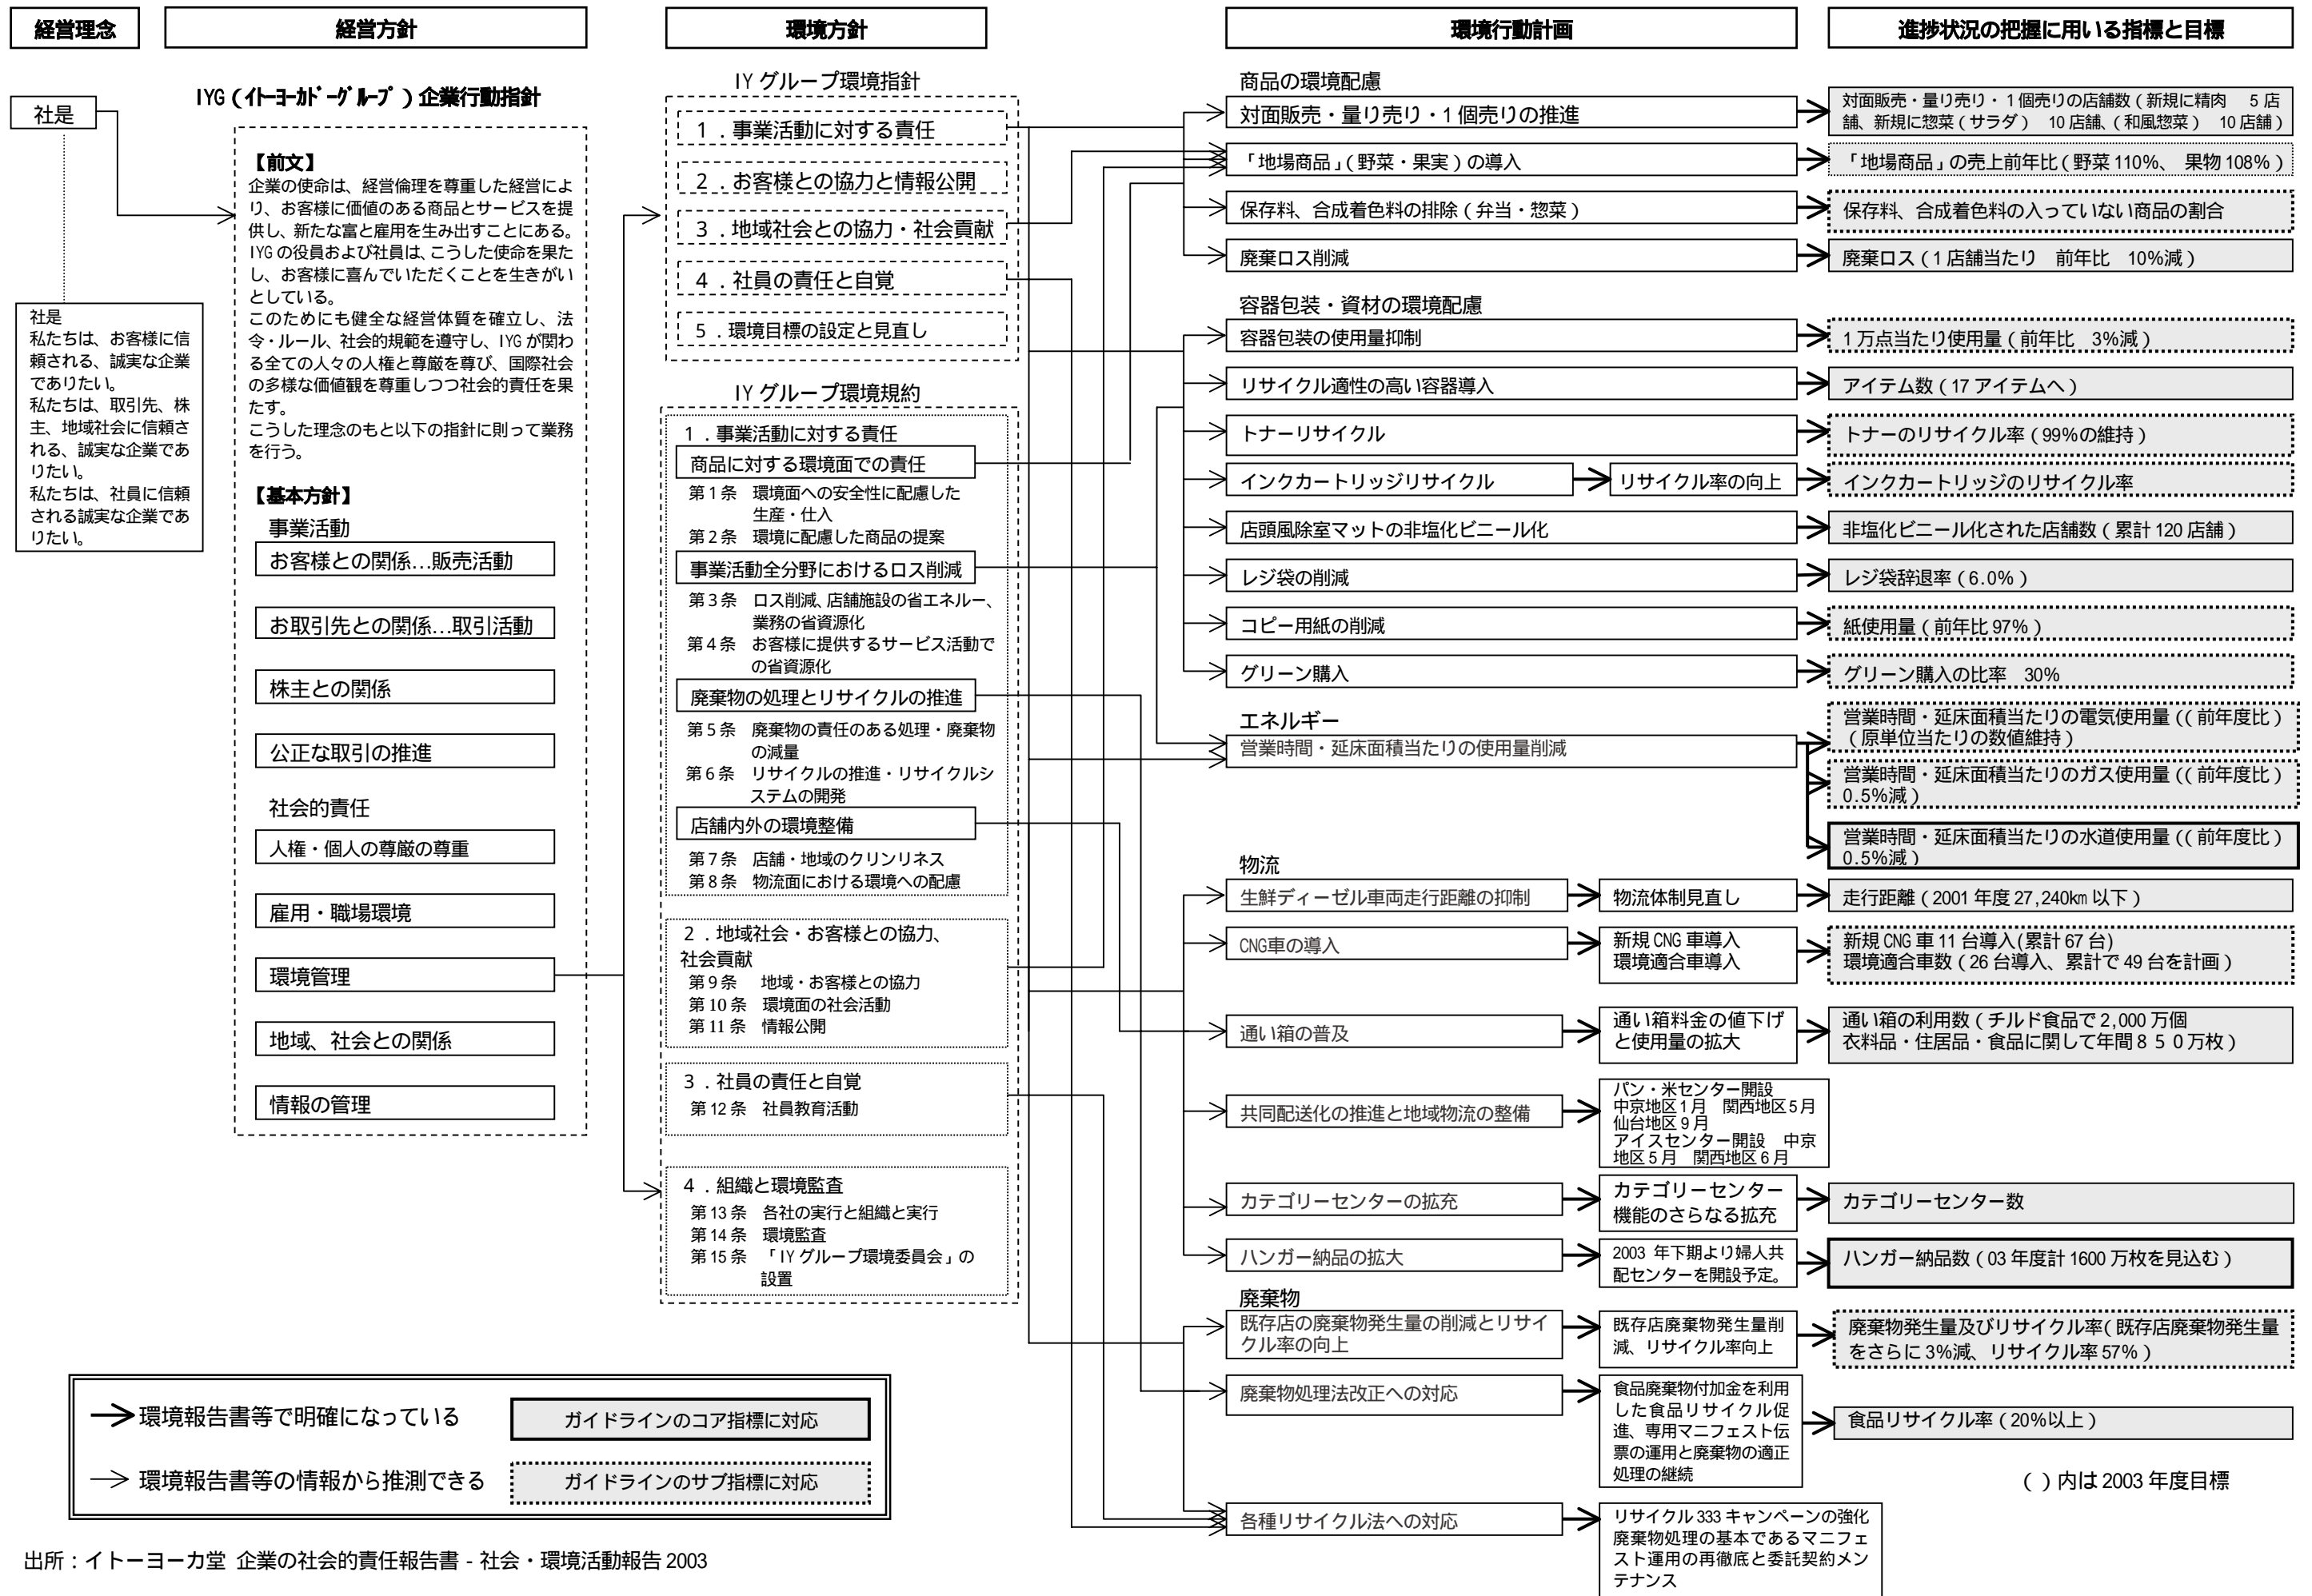 経営理念
経営方針
環境方針
環境行動計画
進捗状況の把握に用いる指標と目標
社是
社是
私たちは、お客様に信
頼される、誠実な企業
でありたい。
私たちは、取引先、株
主、地域社会に信頼さ
れる、誠実な企業であ
りたい。
私たちは、社員に信頼
される誠実な企業であ
りたい。
IYG(イトーヨーカドーグループ)企業行動指針
【前文】
企業の使命は、経営倫理を尊重した経営によ
り、お客様に価値のある商品とサービスを提
供し、新たな富と雇用を生み出すことにある。
IYGの役員および社員は、こうした使命を果た
し、お客様に喜んでいただくことを生きがい
としている。
このためにも健全な経営体質を確立し、法
令・ルール、社会的規範を遵守し、IYGが関わ
る全ての人々の人権と尊厳を尊び、国際社会
の多様な価値観を尊重しつつ社会的責任を果
たす。
こうした理念のもと以下の指針に則って業務
を行う。
【基本方針】
事業活動
お客様との関係…販売活動
お取引先との関係…取引活動
株主との関係
公正な取引の推進
社会的責任
人権・個人の尊厳の尊重
雇用・職場環境
環境管理
地域、社会との関係
情報の管理
IYグループ環境指針
1.事業活動に対する責任
2.お客様との協力と情報公開
3.地域社会との協力・社会貢献
4.社員の責任と自覚
5.環境目標の設定と見直し
IYグループ環境規約
1.事業活動に対する責任
商品に対する環境面での責任
第1条 環境面への安全性に配慮した
生産・仕入
第2条 環境に配慮した商品の提案
事業活動全分野におけるロス削減
第3条 ロス削減、店舗施設の省エネルー、
業務の省資源化
第4条 お客様に提供するサービス活動で
の省資源化
廃棄物の処理とリサイクルの推進
第5条 廃棄物の責任のある処理・廃棄物
の減量
第6条 リサイクルの推進・リサイクルシ
ステムの開発
店舗内外の環境整備
第7条 店舗・地域のクリンリネス
第8条 物流面における環境への配慮
2.地域社会・お客様との協力、
社会貢献
第9条 地域・お客様との協力
第10条 環境面の社会活動
第11条 情報公開
3.社員の責任と自覚
第12条 社員教育活動
4.組織と環境監査
第13条 各社の実行と組織と実行
第14条 環境監査
第15条 「IYグループ環境委員会」の
設置
商品の環境配慮
対面販売・量り売り・1個売りの推進
対面販売・量り売り・1個売りの店舗数(新規に精肉 5店
舗、新規に惣菜(サラダ) 10店舗、(和風惣菜) 10店舗)
「地場商品」(野菜・果実)の導入
「地場商品」の売上前年比(野菜110%、 果物108%)
保存料、合成着色料の排除(弁当・惣菜)
保存料、合成着色料の入っていない商品の割合
廃棄ロス削減
廃棄ロス(1店舗当たり 前年比 10%減)
容器包装・資材の環境配慮
容器包装の使用量抑制
1万点当たり使用量(前年比 3%減)
リサイクル適性の高い容器導入
アイテム数(17アイテムへ)
トナーリサイクル
トナーのリサイクル率(99%の維持)
インクカートリッジリサイクル
リサイクル率の向上
インクカートリッジのリサイクル率
店頭風除室マットの非塩化ビニール化
非塩化ビニール化された店舗数(累計120店舗)
レジ袋の削減
レジ袋辞退率(6.0%)
コピー用紙の削減
紙使用量(前年比97%)
グリーン購入
グリーン購入の比率 30%
エネルギー
営業時間・延床面積当たりの使用量削減
営業時間・延床面積当たりの電気使用量((前年度比)
(原単位当たりの数値維持)
営業時間・延床面積当たりのガス使用量((前年度比)
0.5%減)
営業時間・延床面積当たりの水道使用量((前年度比)
0.5%減)
物流
生鮮ディーゼル車両走行距離の抑制
物流体制見直し
走行距離(2001年度27,240km以下)
CNG車の導入
新規CNG車導入
環境適合車導入
新規CNG車11台導入(累計67台)
環境適合車数(26台導入、累計で49台を計画)
通い箱の普及
通い箱料金の値下げ
と使用量の拡大
通い箱の利用数(チルド食品で2,000万個
衣料品・住居品・食品に関して年間850万枚)
共同配送化の推進と地域物流の整備
パン・米センター開設
中京地区1月 関西地区5月
仙台地区9月
アイスセンター開設 中京
地区5月 関西地区6月
カテゴリーセンターの拡充
カテゴリーセンター
機能のさらなる拡充
カテゴリーセンター数
ハンガー納品の拡大
2003 年下期より婦人共
配センターを開設予定。
ハンガー納品数(03年度計1600万枚を見込む)
廃棄物
既存店の廃棄物発生量の削減とリサイ
クル率の向上
既存店廃棄物発生量削
減、リサイクル率向上
廃棄物発生量及びリサイクル率(既存店廃棄物発生量
をさらに3%減、リサイクル率57%)
廃棄物処理法改正への対応
食品廃棄物付加金を利用
した食品リサイクル促
進、専用マニフェスト伝
票の運用と廃棄物の適正
処理の継続
食品リサイクル率(20%以上)
各種リサイクル法への対応
リサイクル333キャンペーンの強化
廃棄物処理の基本であるマニフェ
スト運用の再徹底と委託契約メン
テナンス
( )内は2003年度目標
環境報告書等で明確になっている
ガイドラインのコア指標に対応
環境報告書等の情報から推測できる
ガイドラインのサブ指標に対応
出所:イトーヨーカ堂 企業の社会的責任報告書 - 社会・環境活動報告2003